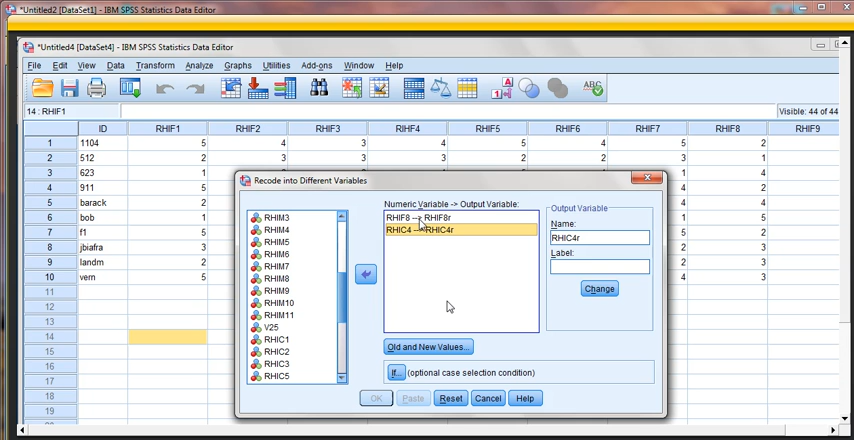 *Untitled2 [DataSet1] - IBM SPSS Statistics Data Editor
*Untitled4 [DataSet4] - IBM SPSS Statistics Data Editor
File Edit View Data Transform Analyze Graphs Utilities Add-ons Window Help
14 : RHIF1 Visible: 44 of 44
ID RHIF1 RHIF2 RHIF3 RHIF4 RHIF5 RHIF6 RHIF7 RHIF8 RHIF9
1 1104 5 4 3 4 5 4 5 2
2 512 2 3 3 3 2 2 3 1
3 623 1 4
4 911 5 4 2
5 barack 2 4 4
6 bob 1 1 5
7 f1 5 5 2
8 jbiafra 3 2 3
9 landm 2 2 3
10 vern 5 4 3
11
12
13
14
15
16
17
18
19
Recode into Different Variables
Numeric Variable -> Output Variable:
RHIF8 --> RHIF8r
RHIC4 --> RHIC4r
RHIM3
RHIM4
RHIM5
RHIM6
RHIM7
RHIM8
RHIM9
RHIM10
RHIM11
V25
RHIC1
RHIC2
RHIC3
RHIC5
Output Variable
Name:
RHIC4r
Label:
Change
Old and New Values...
If... (optional case selection condition)
OK Paste Reset Cancel Help